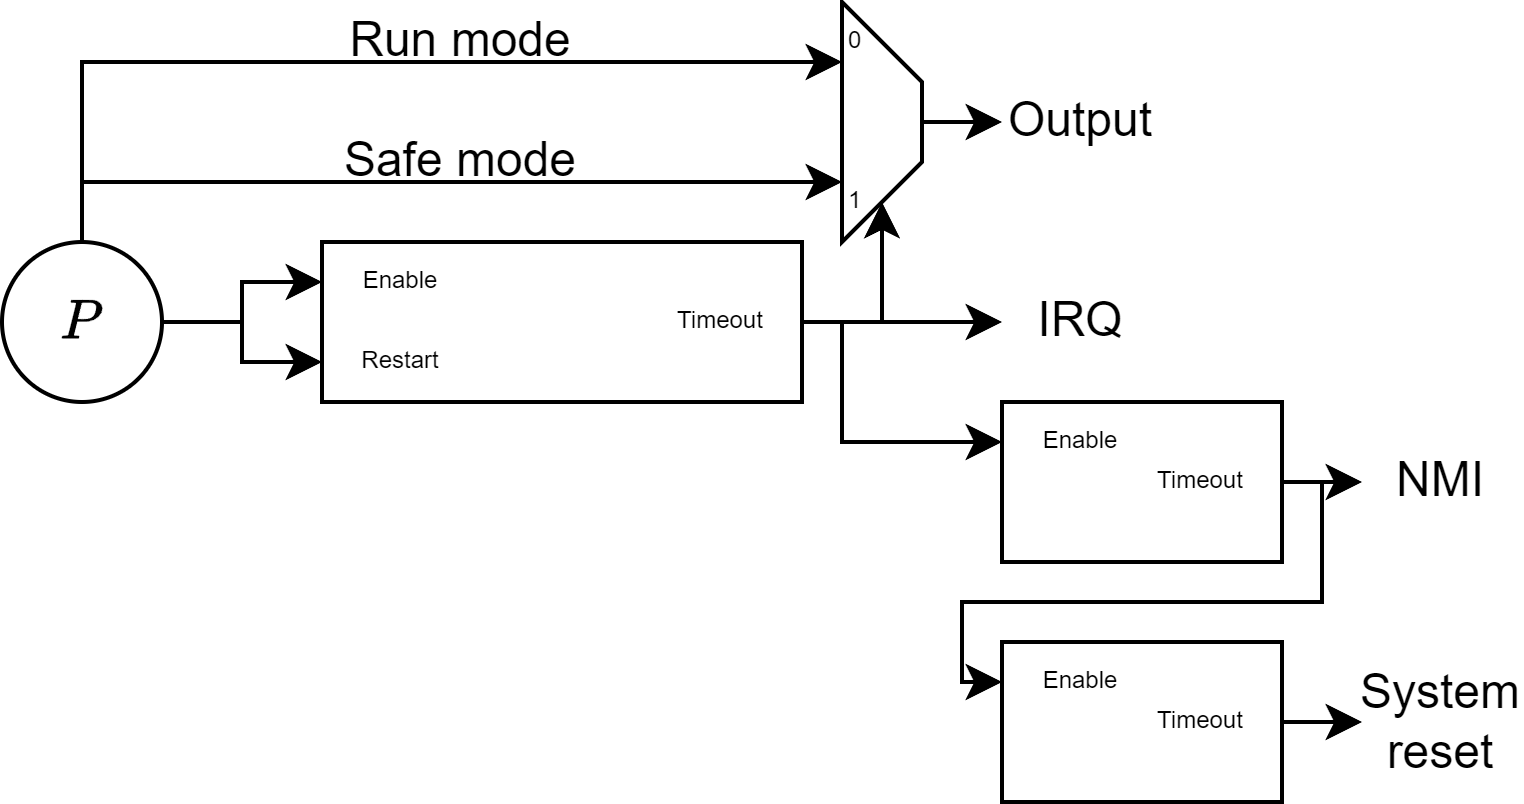 Run mode
0
Output
Safe mode
1
P
Enable
Timeout
Restart
IRQ
Enable
Timeout
NMI
Enable
Timeout
System
reset